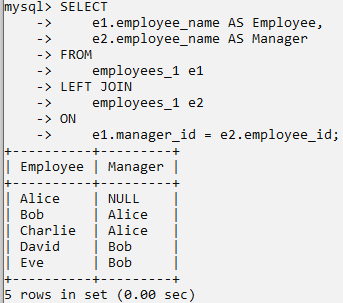 mysql> SELECT
    ->     e1.employee_name AS Employee,
    ->     e2.employee_name AS Manager
    -> FROM
    ->     employees_1 e1
    -> LEFT JOIN
    ->     employees_1 e2
    -> ON
    ->     e1.manager_id = e2.employee_id;
+----------+---------+
| Employee | Manager |
+----------+---------+
| Alice    | NULL    |
| Bob      | Alice   |
| Charlie  | Alice   |
| David    | Bob     |
| Eve      | Bob     |
+----------+---------+
5 rows in set (0.00 sec)